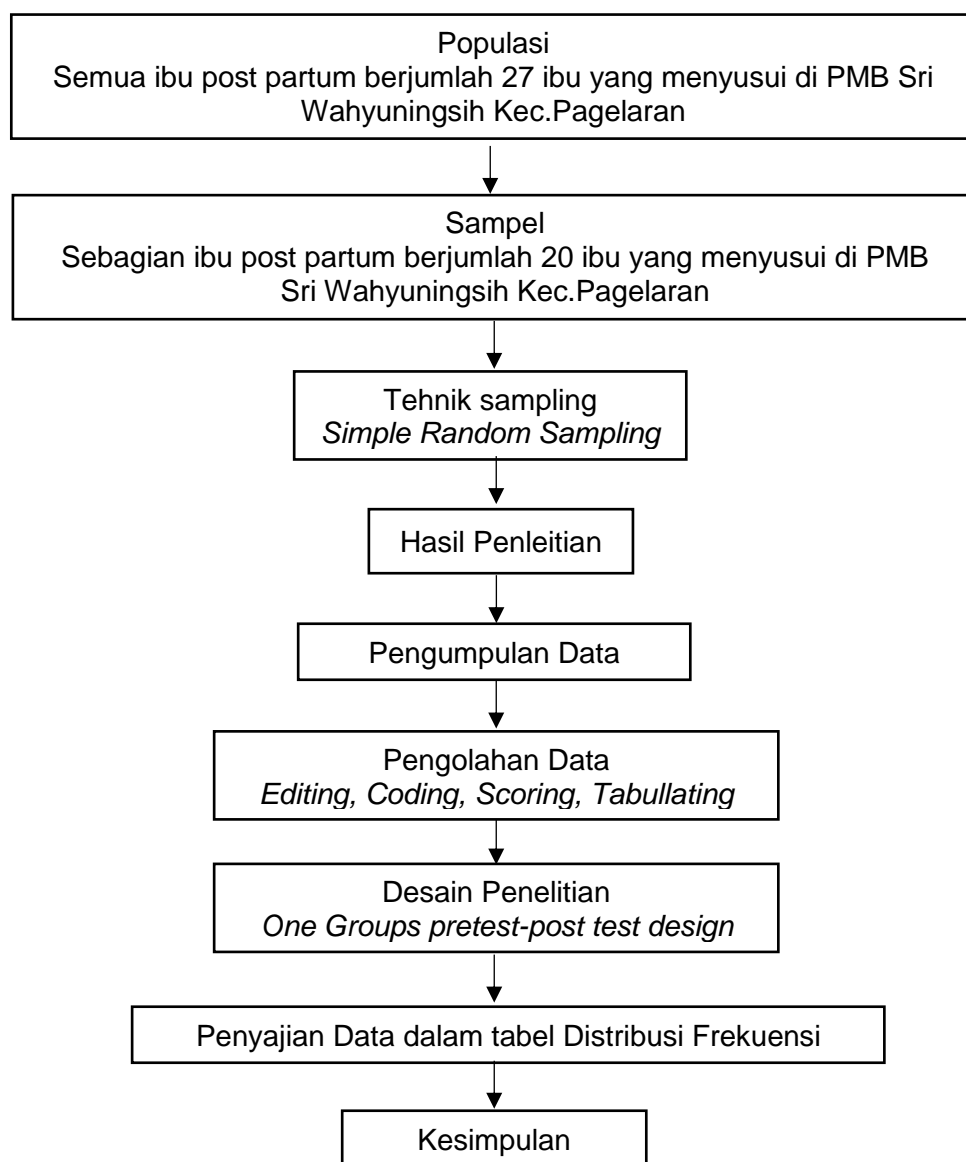 Populasi
Semua ibu post partum berjumlah 27 ibu yang menyusui di PMB Sri
Wahyuningsih Kec.Pagelaran
Sampel
Sebagian ibu post partum berjumlah 20 ibu yang menyusui di PMB
Sri Wahyuningsih Kec.Pagelaran
Tehnik sampling
Simple Random Sampling
Hasil Penleitian
Pengumpulan Data
Pengolahan Data
Editing, Coding, Scoring, Tabullating
Desain Penelitian
One Groups pretest-post test design
Penyajian Data dalam tabel Distribusi Frekuensi
Kesimpulan